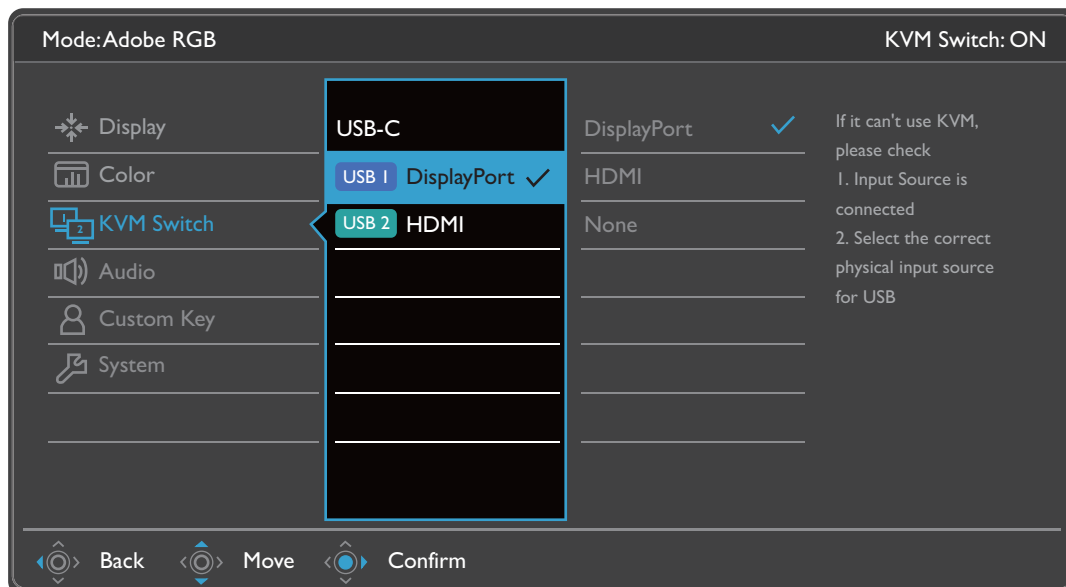 Mode: Adobe RGB
KVM Switch: ON
Display
Color
1 2 KVM Switch
Audio
Custom Key
System
USB-C
USB 1 DisplayPort
USB 2 HDMI
DisplayPort
HDMI
None
If it can't use KVM,
please check
1. Input Source is
connected
2. Select the correct
physical input source
for USB
Back
Move
Confirm